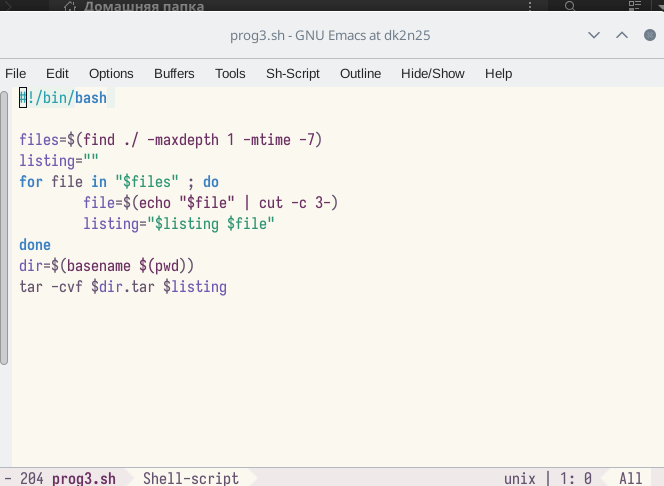 Домашняя папка
prog3.sh - GNU Emacs at dk2n25
File Edit Options Buffers Tools Sh-Script Outline Hide/Show Help
#!/bin/bash
files=$(find ./ -maxdepth 1 -mtime -7)
listing=""
for file in "$files" ; do
        file=$(echo "$file" | cut -c 3-)
        listing="$listing $file"
done
dir=$(basename $(pwd))
tar -cvf $dir.tar $listing
- 204 prog3.sh Shell-script unix | 1: 0 All